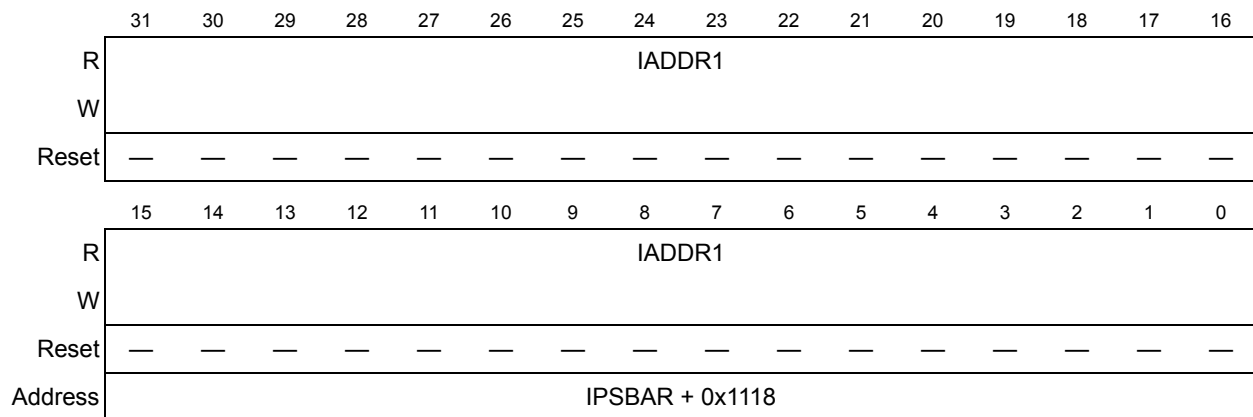 31 30 29 28 27 26 25 24 23 22 21 20 19 18 17 16
R IADDR1
W
Reset — — — — — — — — — — — — — — — —
15 14 13 12 11 10 9 8 7 6 5 4 3 2 1 0
R IADDR1
W
Reset — — — — — — — — — — — — — — — —
Address IPSBAR + 0x1118